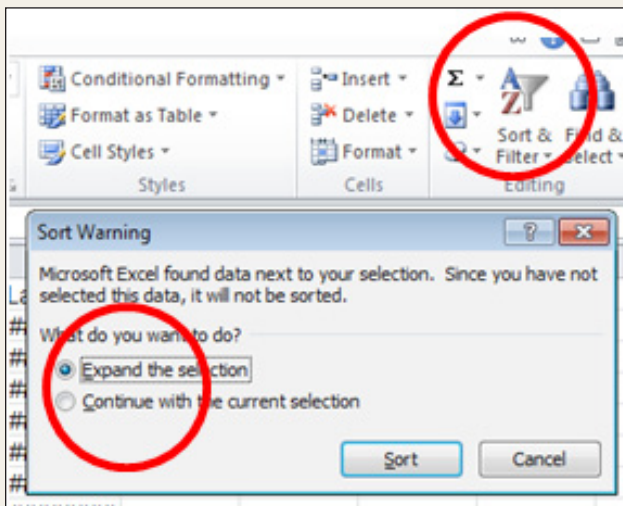 Conditional Formatting Insert Σ
Format as Table Delete
Cell Styles Format
Sort & Find &
Filter Select
Styles Cells Editing
Sort Warning
Microsoft Excel found data next to your selection. Since you have not
selected this data, it will not be sorted.
La
What do you want to do?
##
Expand the selection
##
Continue with the current selection
##
##
Sort Cancel
##
##